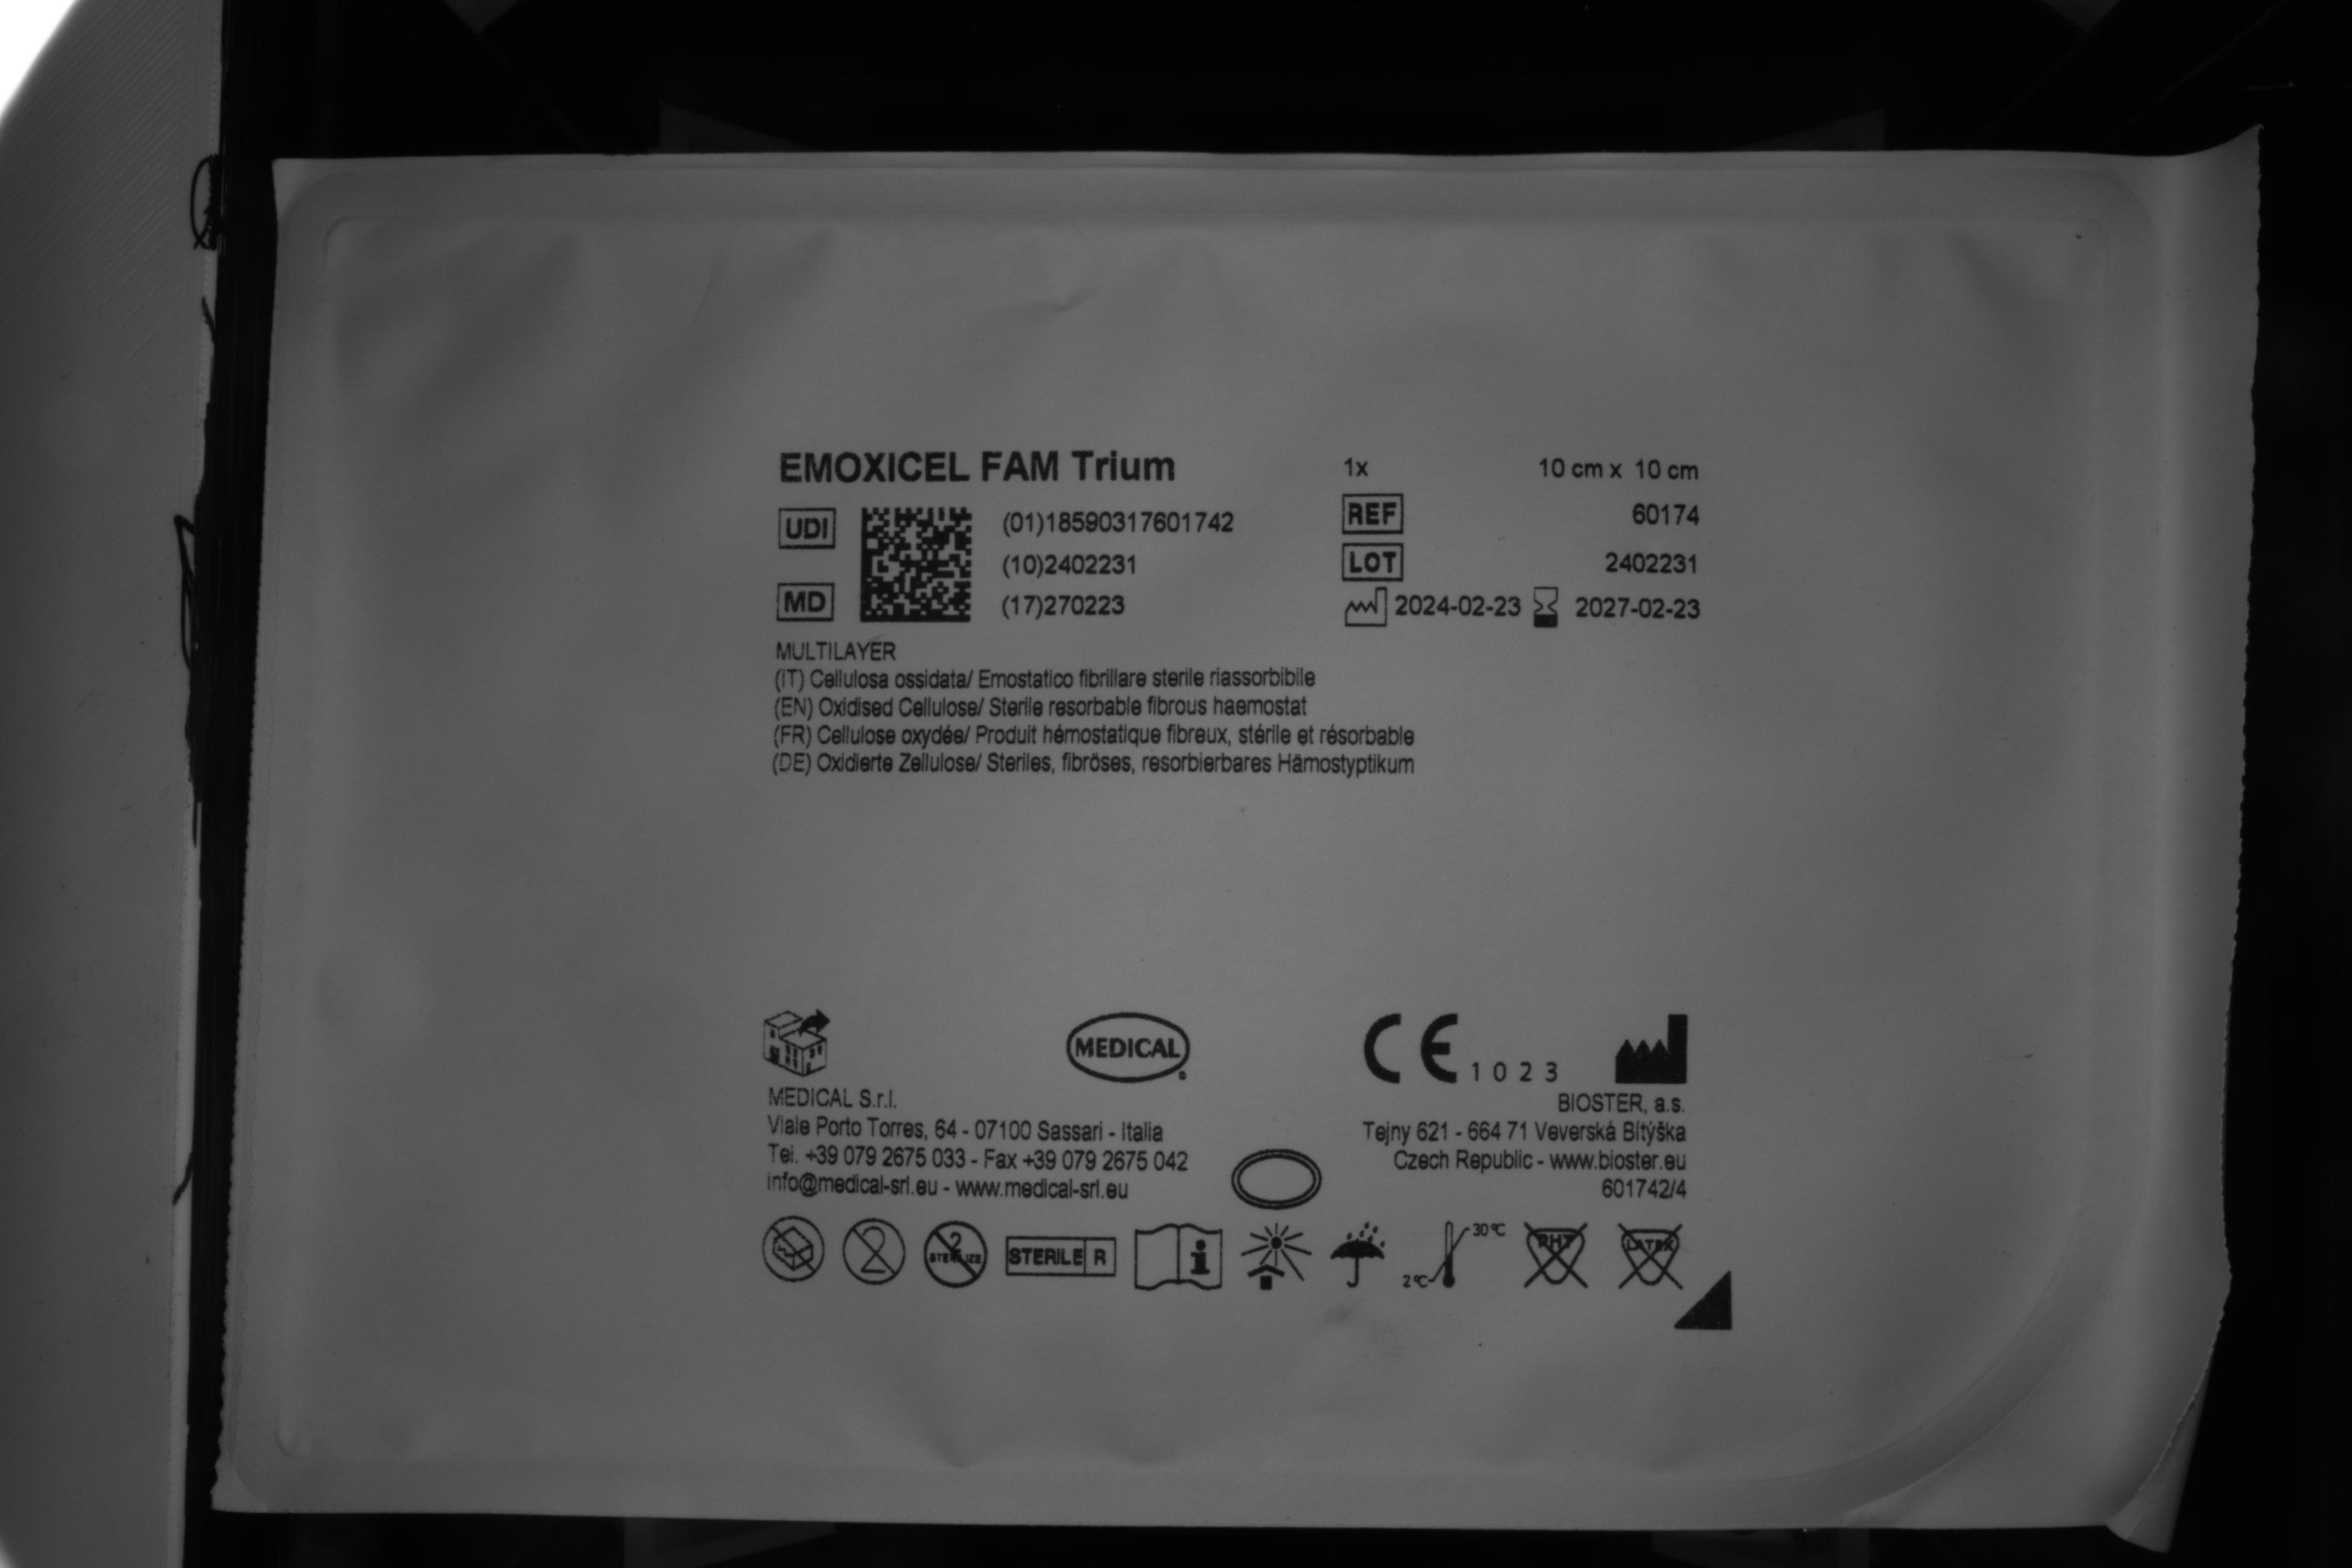 EMOXICEL FAM Trium
1x 10 cm x 10 cm
UDI
(01)18590317601742
(10)2402231
(17)270223
MD
REF 60174
LOT 2402231
2024-02-23 2027-02-23
MULTILAYER
(IT) Cellulosa ossidata/ Emostatico fibrillare sterile riassorbibile
(EN) Oxidised Cellulose/ Sterile resorbable fibrous haemostat
(FR) Cellulose oxydée/ Produit hémostatique fibreux, stérile et résorbable
(DE) Oxidierte Zellulose/ Steriles, fibröses, resorbierbares Hämostyptikum
MEDICAL
CE 1023
MEDICAL S.r.l.
Viale Porto Torres, 64 - 07100 Sassari - Italia
Tel. +39 079 2675 033 - Fax +39 079 2675 042
info@medical-srl.eu - www.medical-srl.eu
BIOSTER, a.s.
Tejny 621 - 664 71 Veverská Bítýška
Czech Republic - www.bioster.eu
601742/4
2
2 STERILIZE
STERILE R
i
2°C 30°C
PHT
LATEX